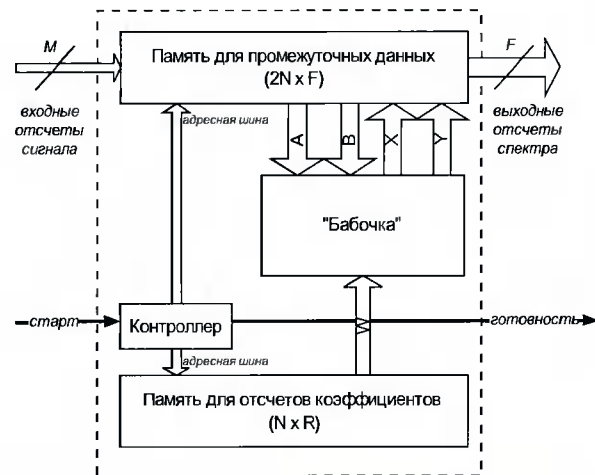 M
Память для промежуточных данных
(2N x F)
F
входные
отсчеты
сигнала
адресная шина
A
B
X
Y
выходные
отсчеты
спектра
"Бабочка"
старт
Контроллер
W
готовность
адресная шина
Память для отсчетов коэффициентов
(N x R)